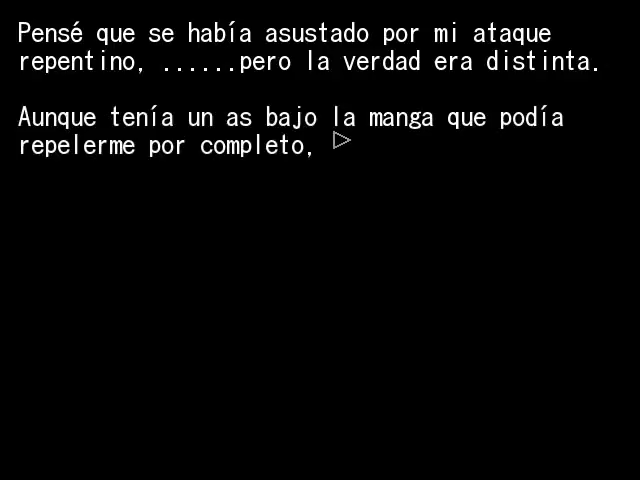 Pensé que se había asustado por mi ataque
repentino, ......pero la verdad era distinta.
Aunque tenía un as bajo la manga que podía
repelerme por completo,